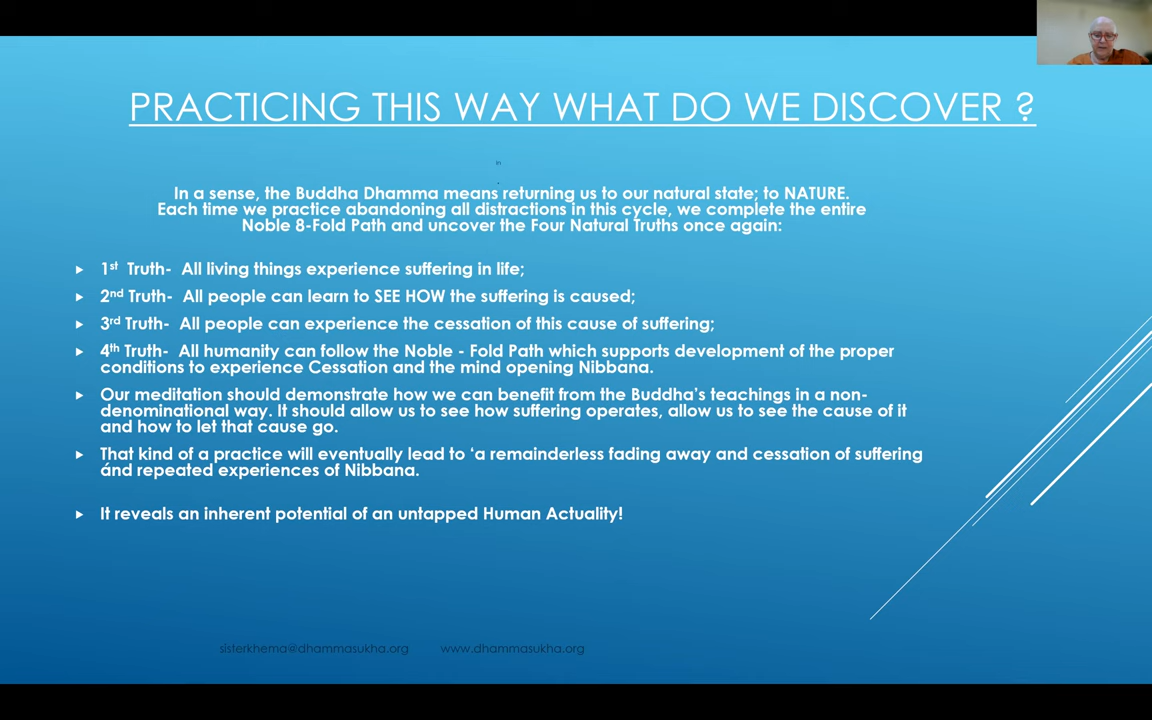 PRACTICING THIS WAY WHAT DO WE DISCOVER ?
In
In a sense, the Buddha Dhamma means returning us to our natural state; to NATURE.
Each time we practice abandoning all distractions in this cycle, we complete the entire
Noble 8-Fold Path and uncover the Four Natural Truths once again:
1st Truth- All living things experience suffering in life;
2nd Truth- All people can learn to SEE HOW the suffering is caused;
3rd Truth- All people can experience the cessation of this cause of suffering;
4th Truth- All humanity can follow the Noble - Fold Path which supports development of the proper
conditions to experience Cessation and the mind opening Nibbana.
Our meditation should demonstrate how we can benefit from the Buddha's teachings in a non-
denominational way. It should allow us to see how suffering operates, allow us to see the cause of it
and how to let that cause go.
That kind of a practice will eventually lead to ‘a remainderless fading away and cessation of suffering
ánd repeated experiences of Nibbana.
It reveals an inherent potential of an untapped Human Actuality!
sisterkhema@dhammasukha.org www.dhammasukha.org